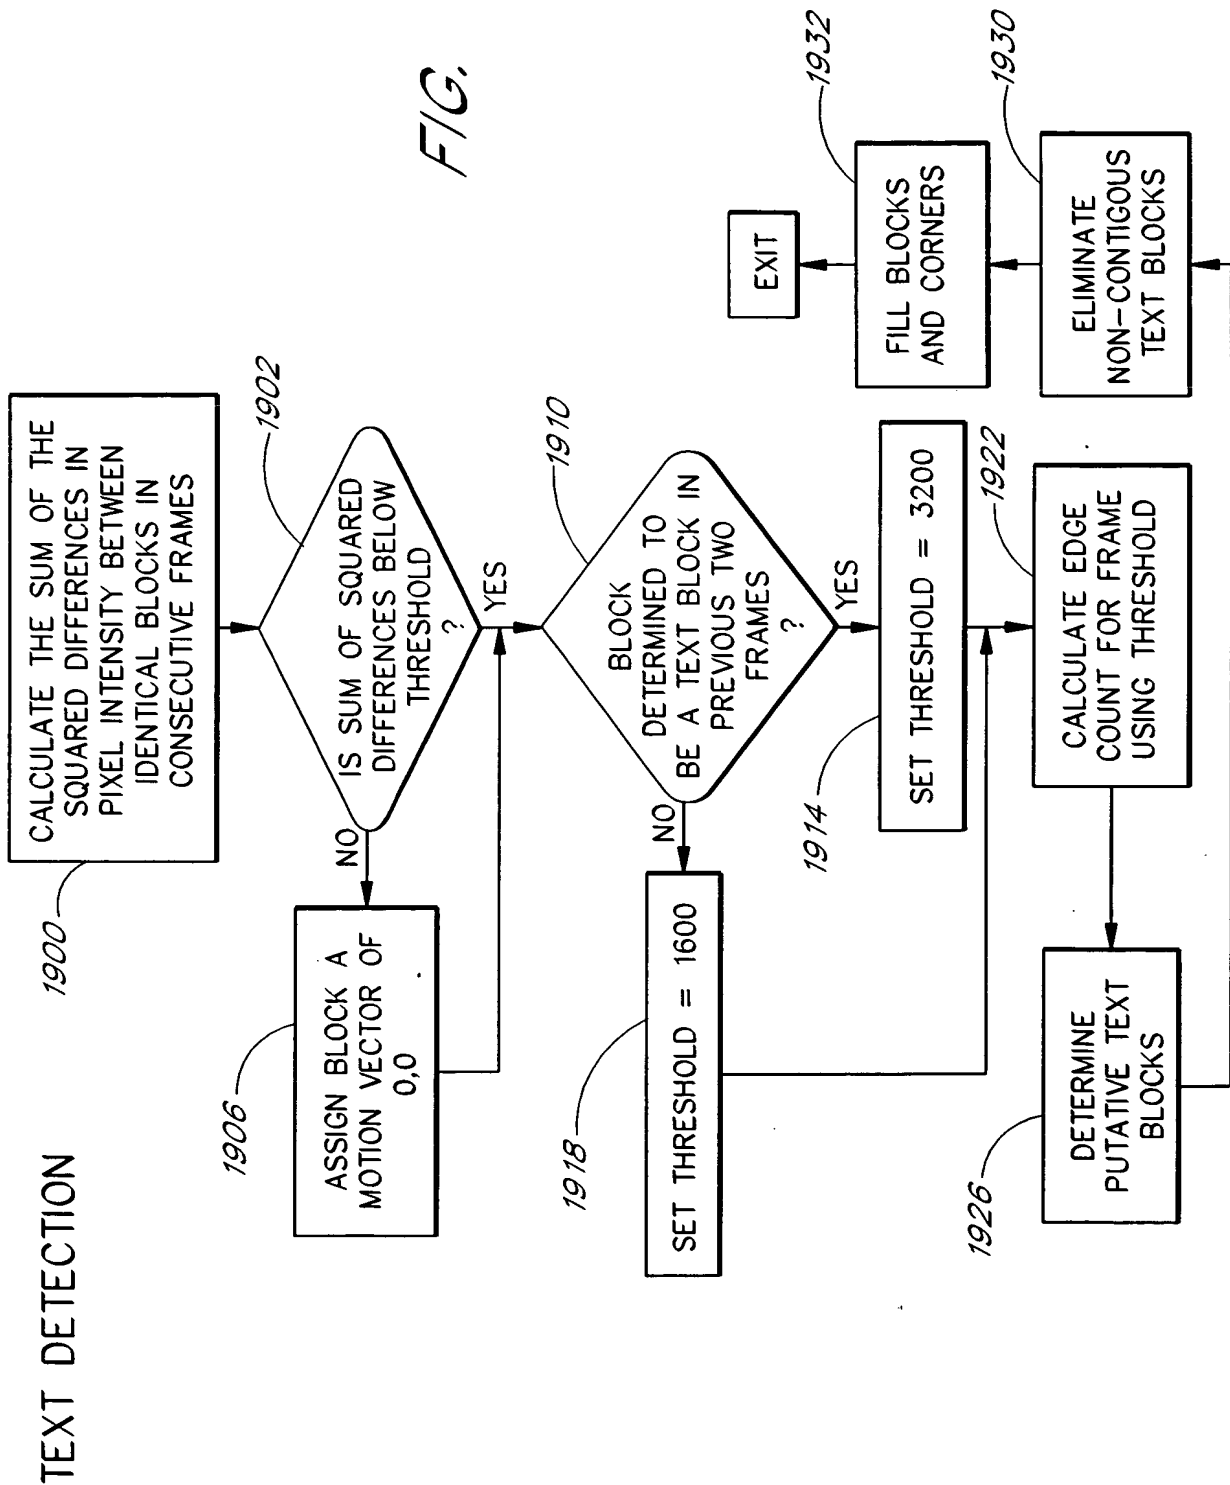 TEXT DETECTION
1900
CALCULATE THE SUM OF THE
SQUARED DIFFERENCES IN
PIXEL INTENSITY BETWEEN
IDENTICAL BLOCKS IN
CONSECUTIVE FRAMES
1902
IS SUM OF SQUARED
DIFFERENCES BELOW
THRESHOLD
?
NO
YES
1906
ASSIGN BLOCK A
MOTION VECTOR OF
0,0
1910
BLOCK
DETERMINED TO
BE A TEXT BLOCK IN
PREVIOUS TWO
FRAMES
?
NO
YES
1918
SET THRESHOLD = 1600
1914
SET THRESHOLD = 3200
1922
CALCULATE EDGE
COUNT FOR FRAME
USING THRESHOLD
1926
DETERMINE
PUTATIVE TEXT
BLOCKS
1930
ELIMINATE
NON-CONTIGOUS
TEXT BLOCKS
1932
FILL BLOCKS
AND CORNERS
EXIT
FIG.